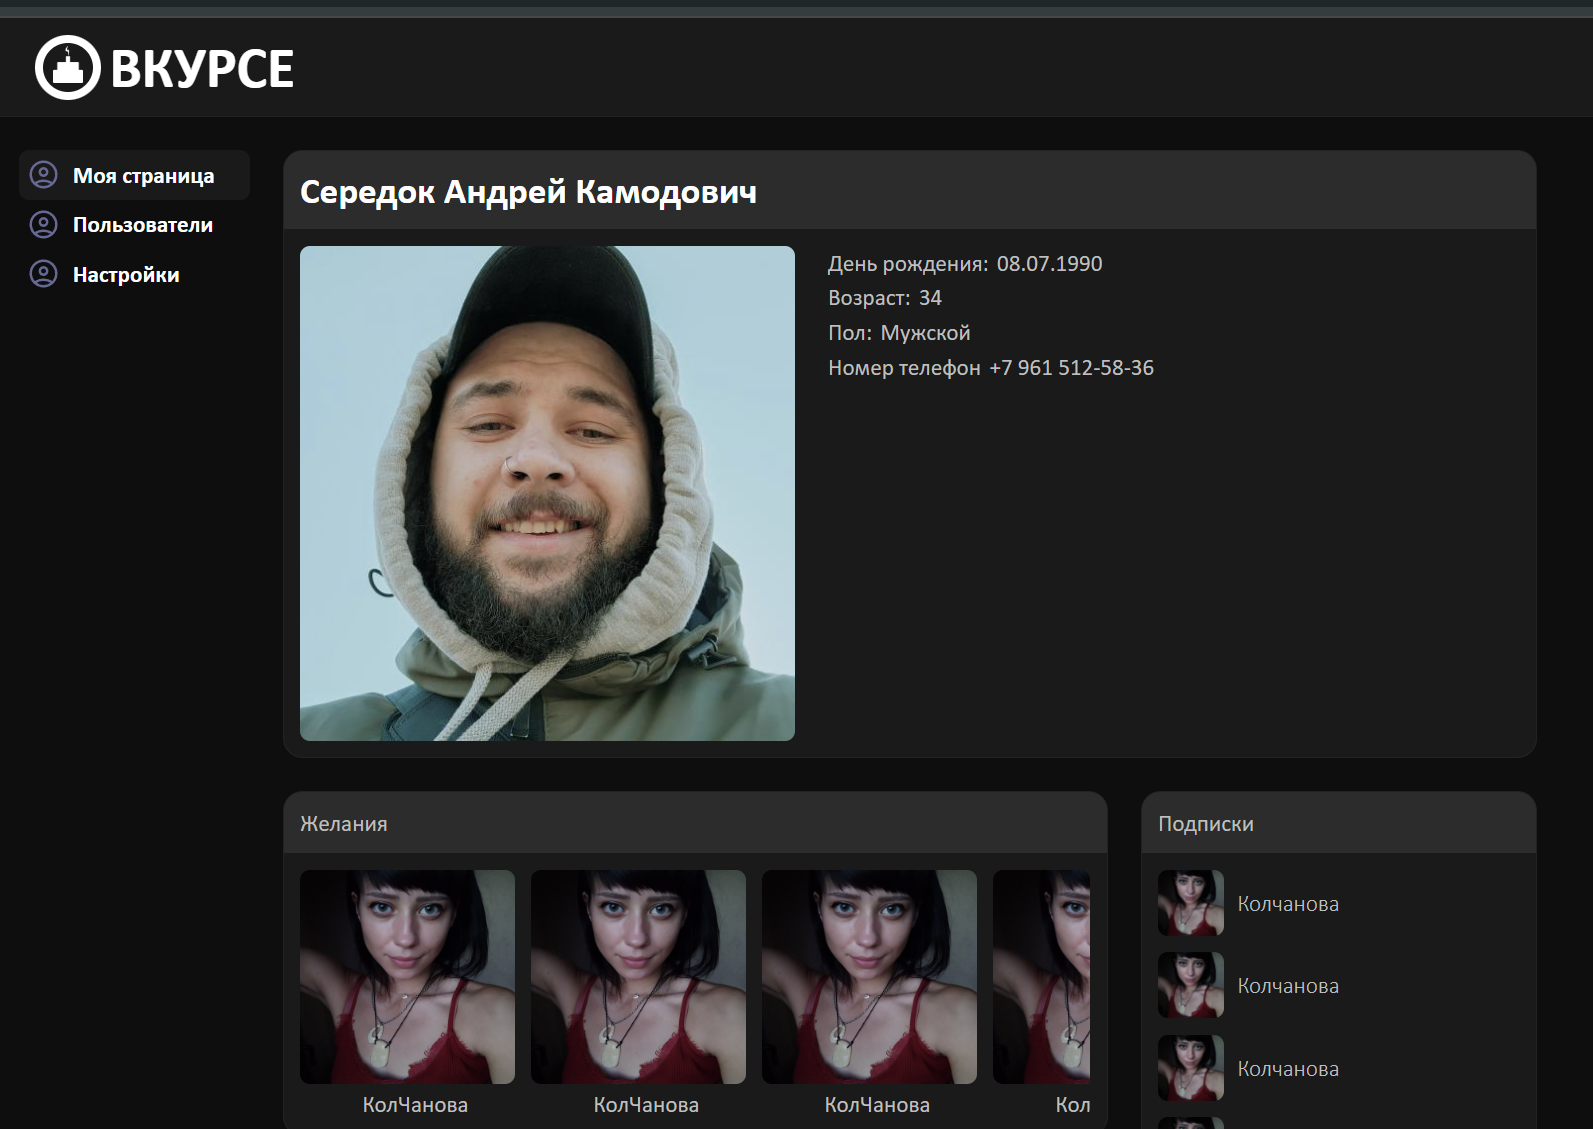 ВКУРСЕ
Моя страница
Пользователи
Настройки
Середок Андрей Камодович
День рождения: 08.07.1990
Возраст: 34
Пол: Мужской
Номер телефон +7 961 512-58-36
Желания
КолЧанова
КолЧанова
КолЧанова
Кол
Подписки
Колчанова
Колчанова
Колчанова